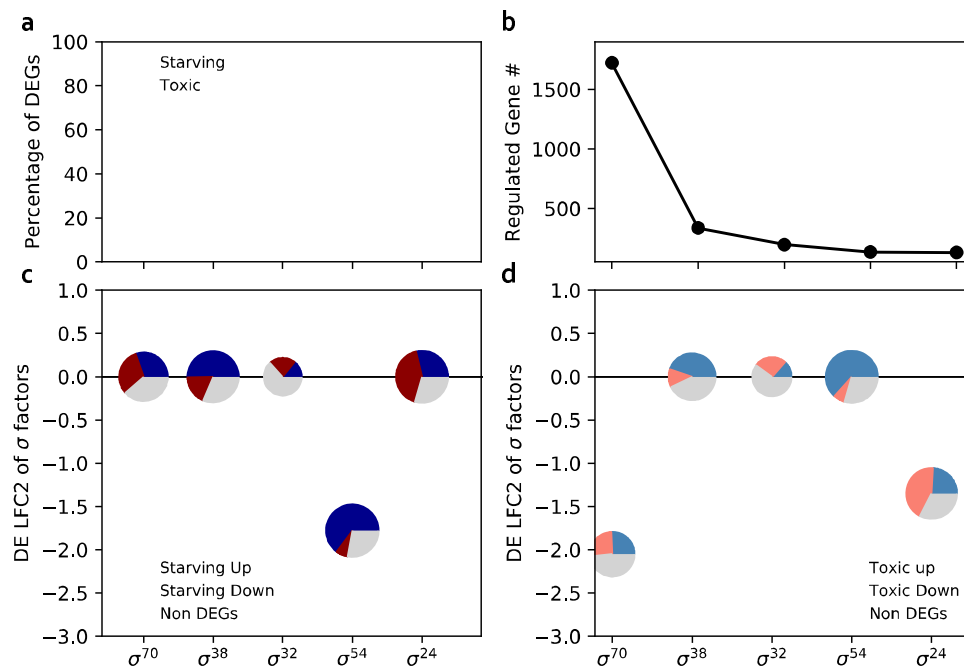 a
Percentage of DEGs
100
80
60
40
20
0
Starving
Toxic
b
Regulated Gene #
1500
1000
500
c
DE LFC2 of σ factors
1.0
0.5
0.0
−0.5
−1.0
−1.5
−2.0
−2.5
−3.0
Starving Up
Starving Down
Non DEGs
σ⁷⁰ σ³⁸ σ³² σ⁵⁴ σ²⁴
d
DE LFC2 of σ factors
1.0
0.5
0.0
−0.5
−1.0
−1.5
−2.0
−2.5
−3.0
Toxic up
Toxic Down
Non DEGs
σ⁷⁰ σ³⁸ σ³² σ⁵⁴ σ²⁴